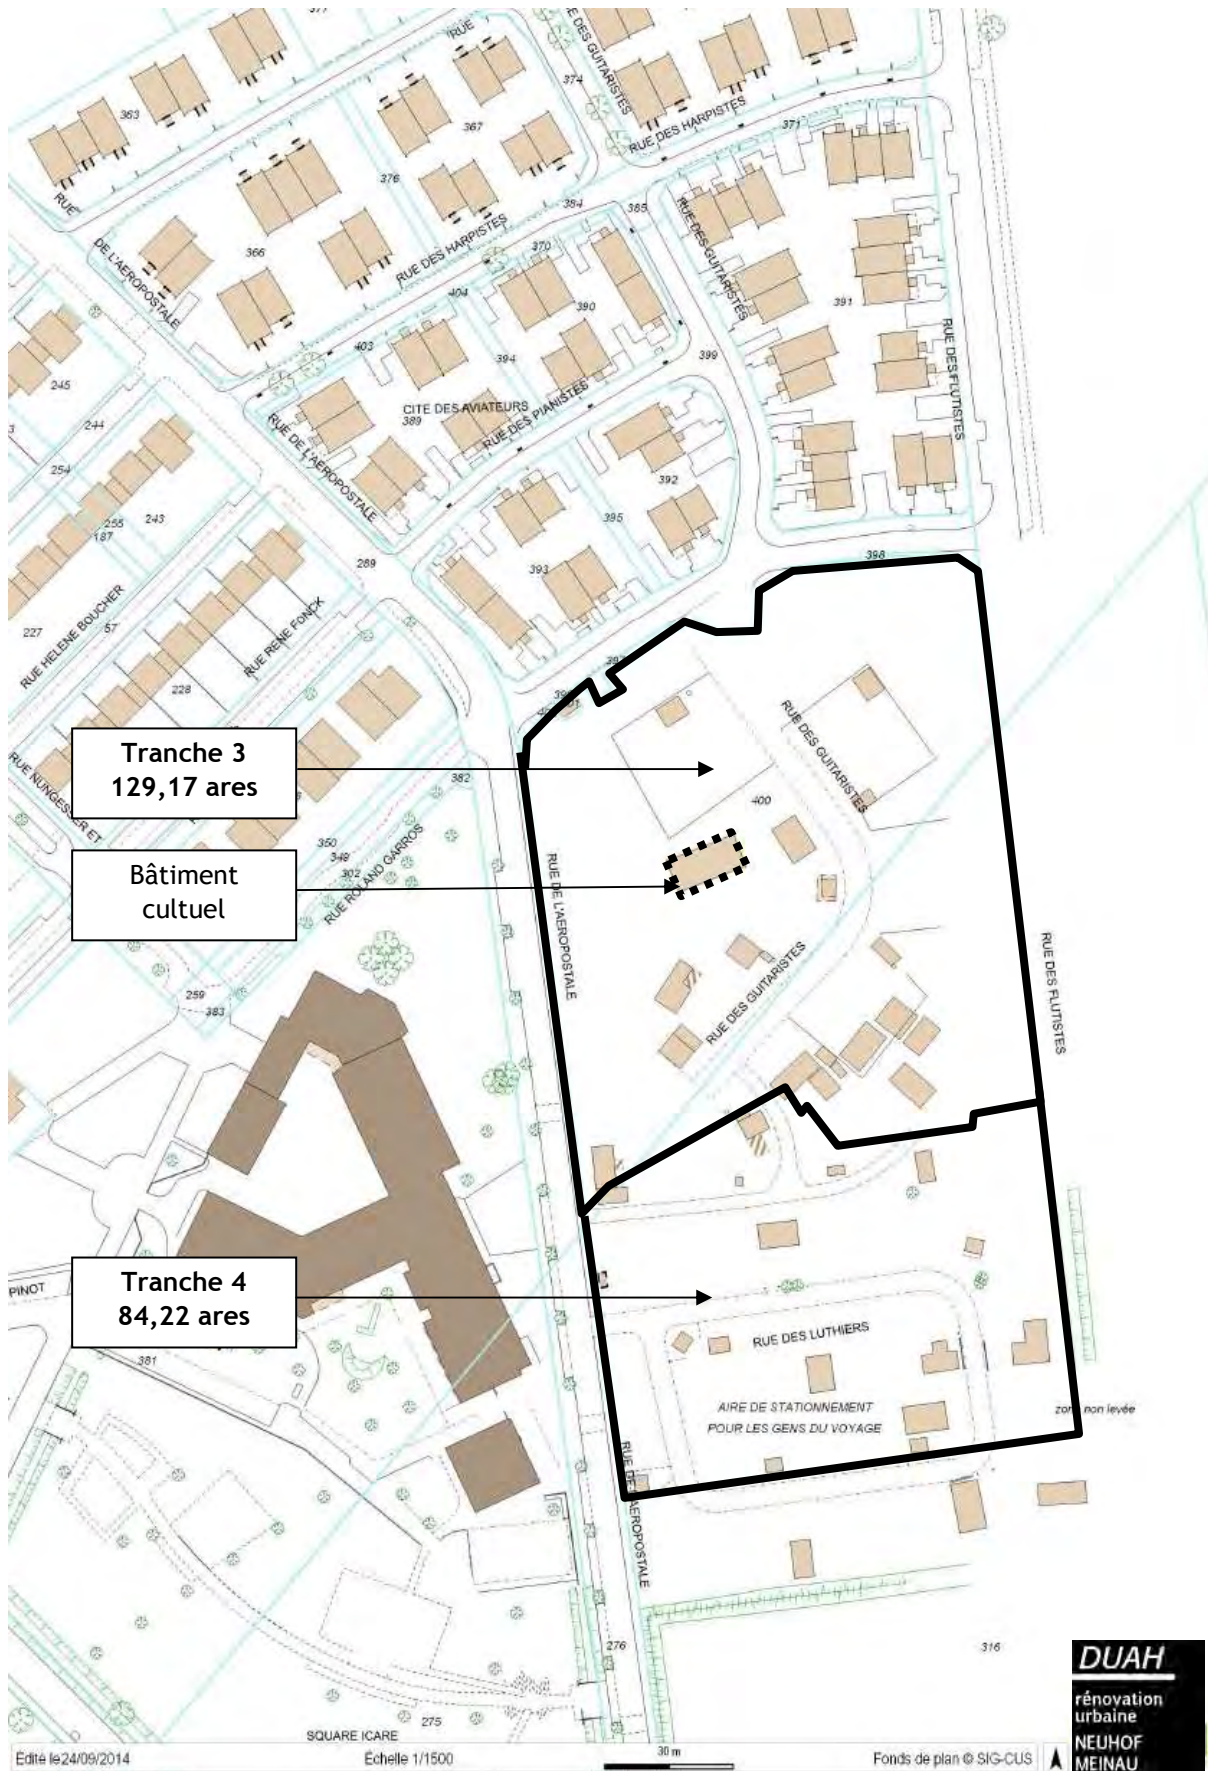 377
RUE
RUE DES GUITARISTES
374
363
367
RUE DES HARPISTES
371
376
RUE
384
385
DE L'AEROPOSTALE
366
RUE DES HARPISTES
370
RUE DES GUITARISTES
404
390
391
403
394
399
RUE DES FLUTISTES
245
CITE DES AVIATEURS
389
RUE DES PIANISTES
244
RUE DE L'AEROPOSTALE
254
392
255
243
187
395
398
289
393
RUE HELENE BOUCHER
57
227
RUE RENE FONCK
228
397
RUE DES GUITARISTES
Tranche 3
129,17 ares
RUE NUNGESSER ET
382
400
350
349
302
RUE ROLAND GARROS
Bâtiment
cultuel
RUE DE L'AEROPOSTALE
RUE DES FLUTISTES
RUE DES GUITARISTES
259
383
Tranche 4
84,22 ares
PINOT
RUE DES LUTHIERS
381
AIRE DE STATIONNEMENT
POUR LES GENS DU VOYAGE
zone non levée
RUE DE L'AEROPOSTALE
276
316
275
SQUARE ICARE
DUAH
rénovation
urbaine
NEUHOF
MEINAU
Edité le24/09/2014
Échelle 1/1500
30 m
Fonds de plan © SIG-CUS